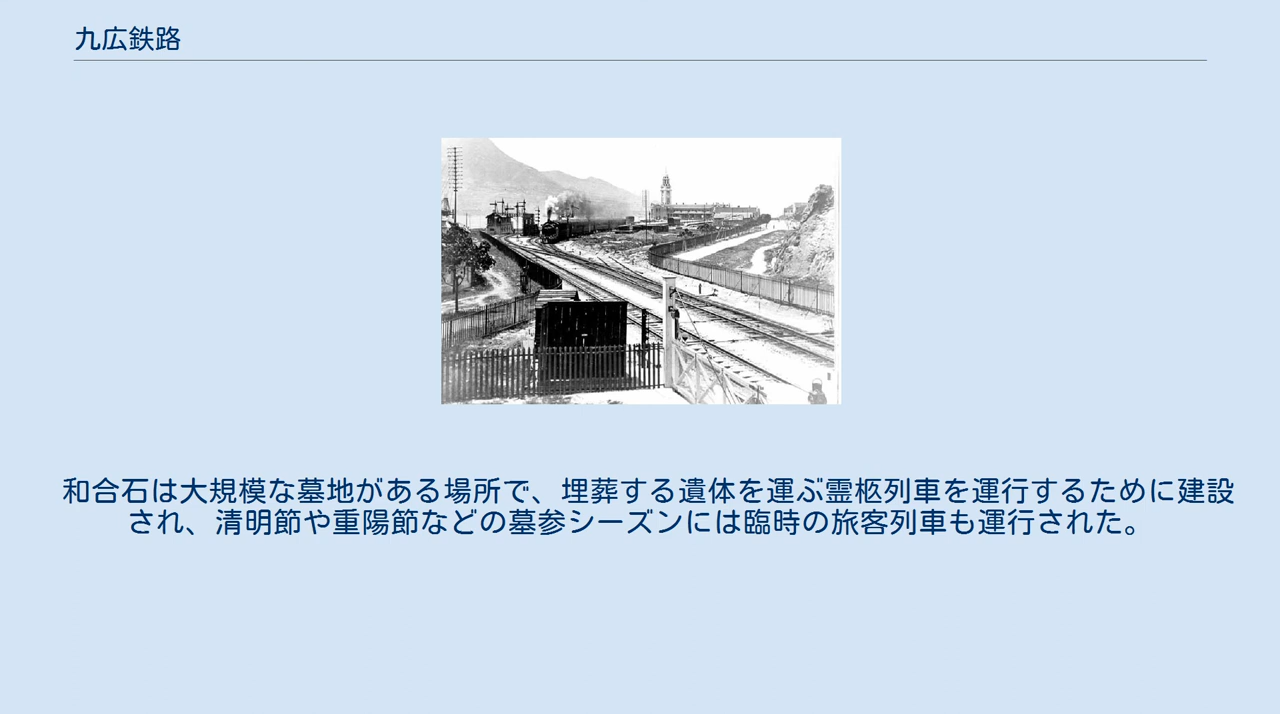 九広鉄路
和合石は大規模な墓地がある場所で、埋葬する遺体を運ぶ霊柩列車を運行するために建設
され、清明節や重陽節などの墓参シーズンには臨時の旅客列車も運行された。